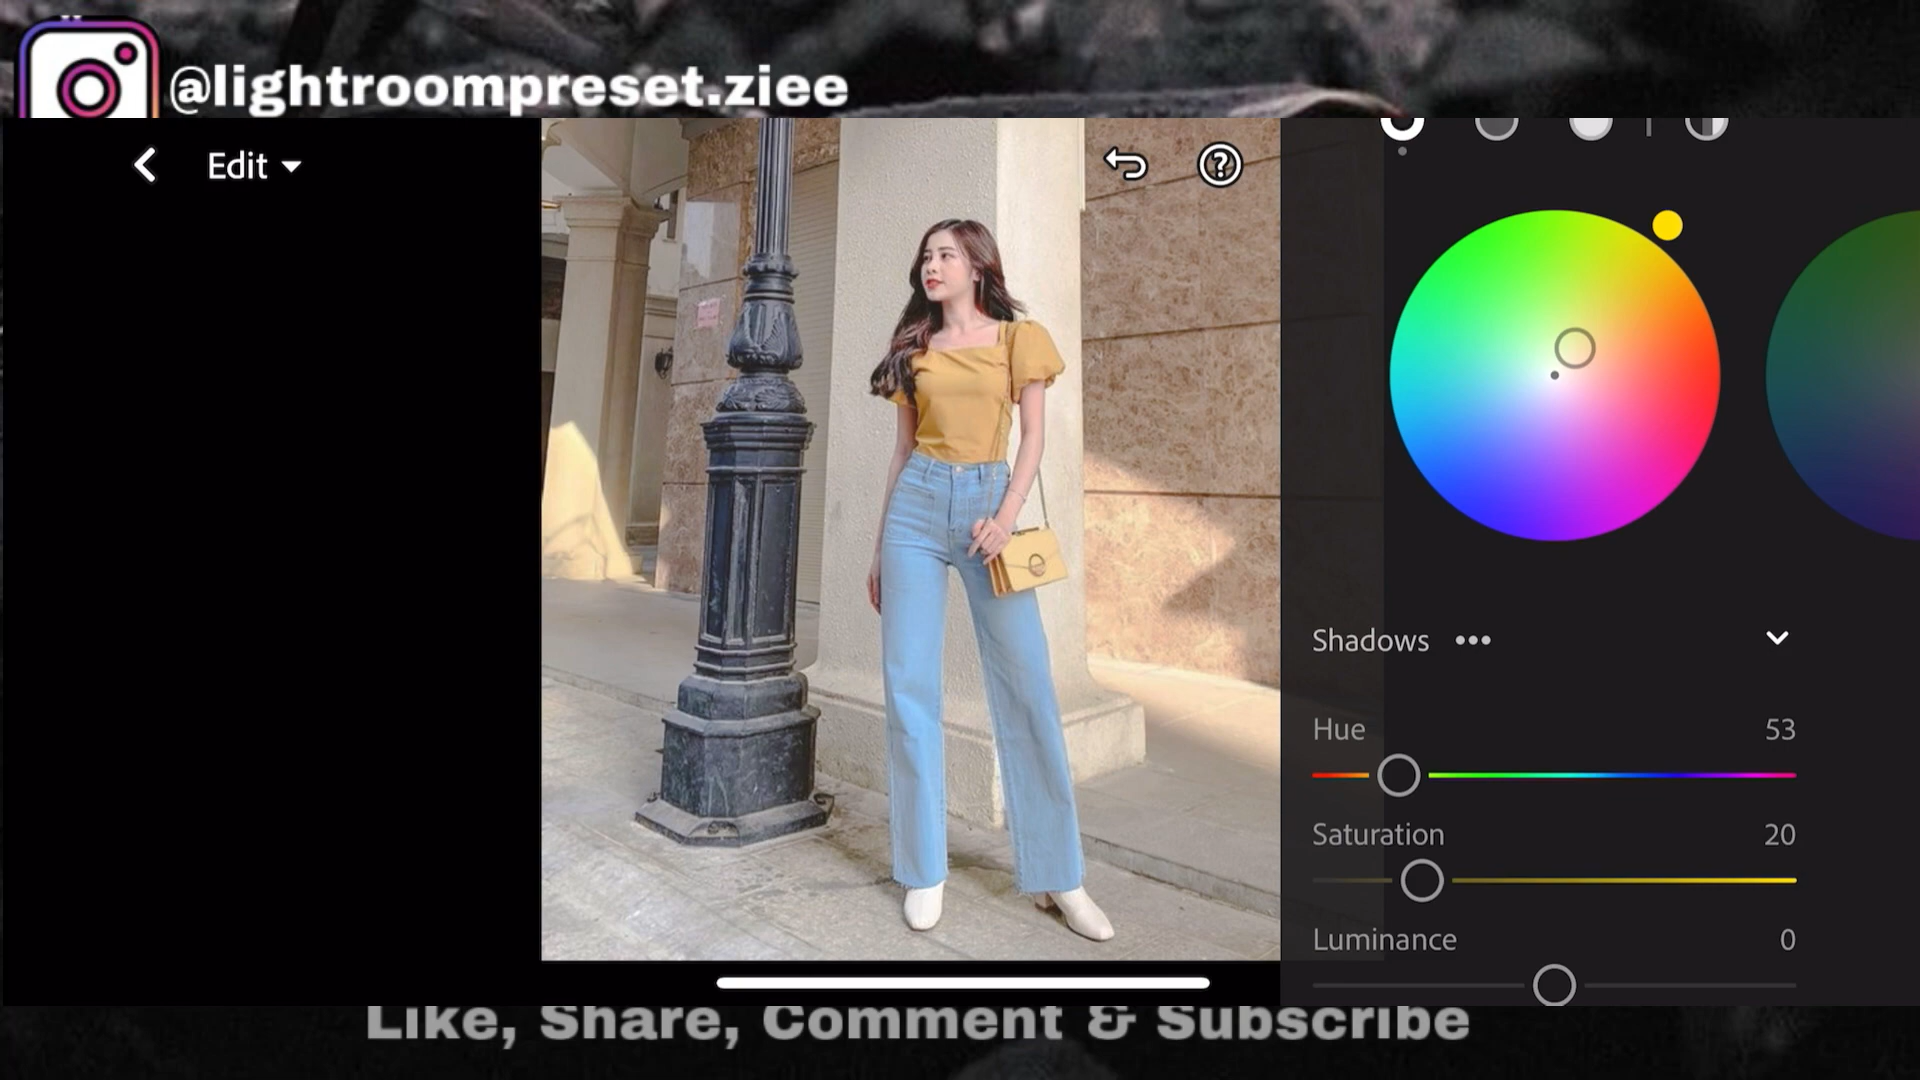 @lightroompreset.ziee
Edit
Shadows
Hue 53
Saturation 20
Luminance 0
Like, Share, Comment & Subscribe